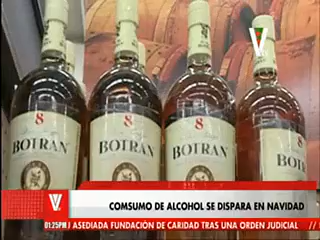 8
8
8
8
BOTRAN
BOTRAN
BOTRAN
BOTRAN
COMSUMO DE ALCOHOL SE DISPARA EN NAVIDAD
01:25PM ASEDIADA FUNDACIÓN DE CARIDAD TRAS UNA ORDEN JUDICIAL